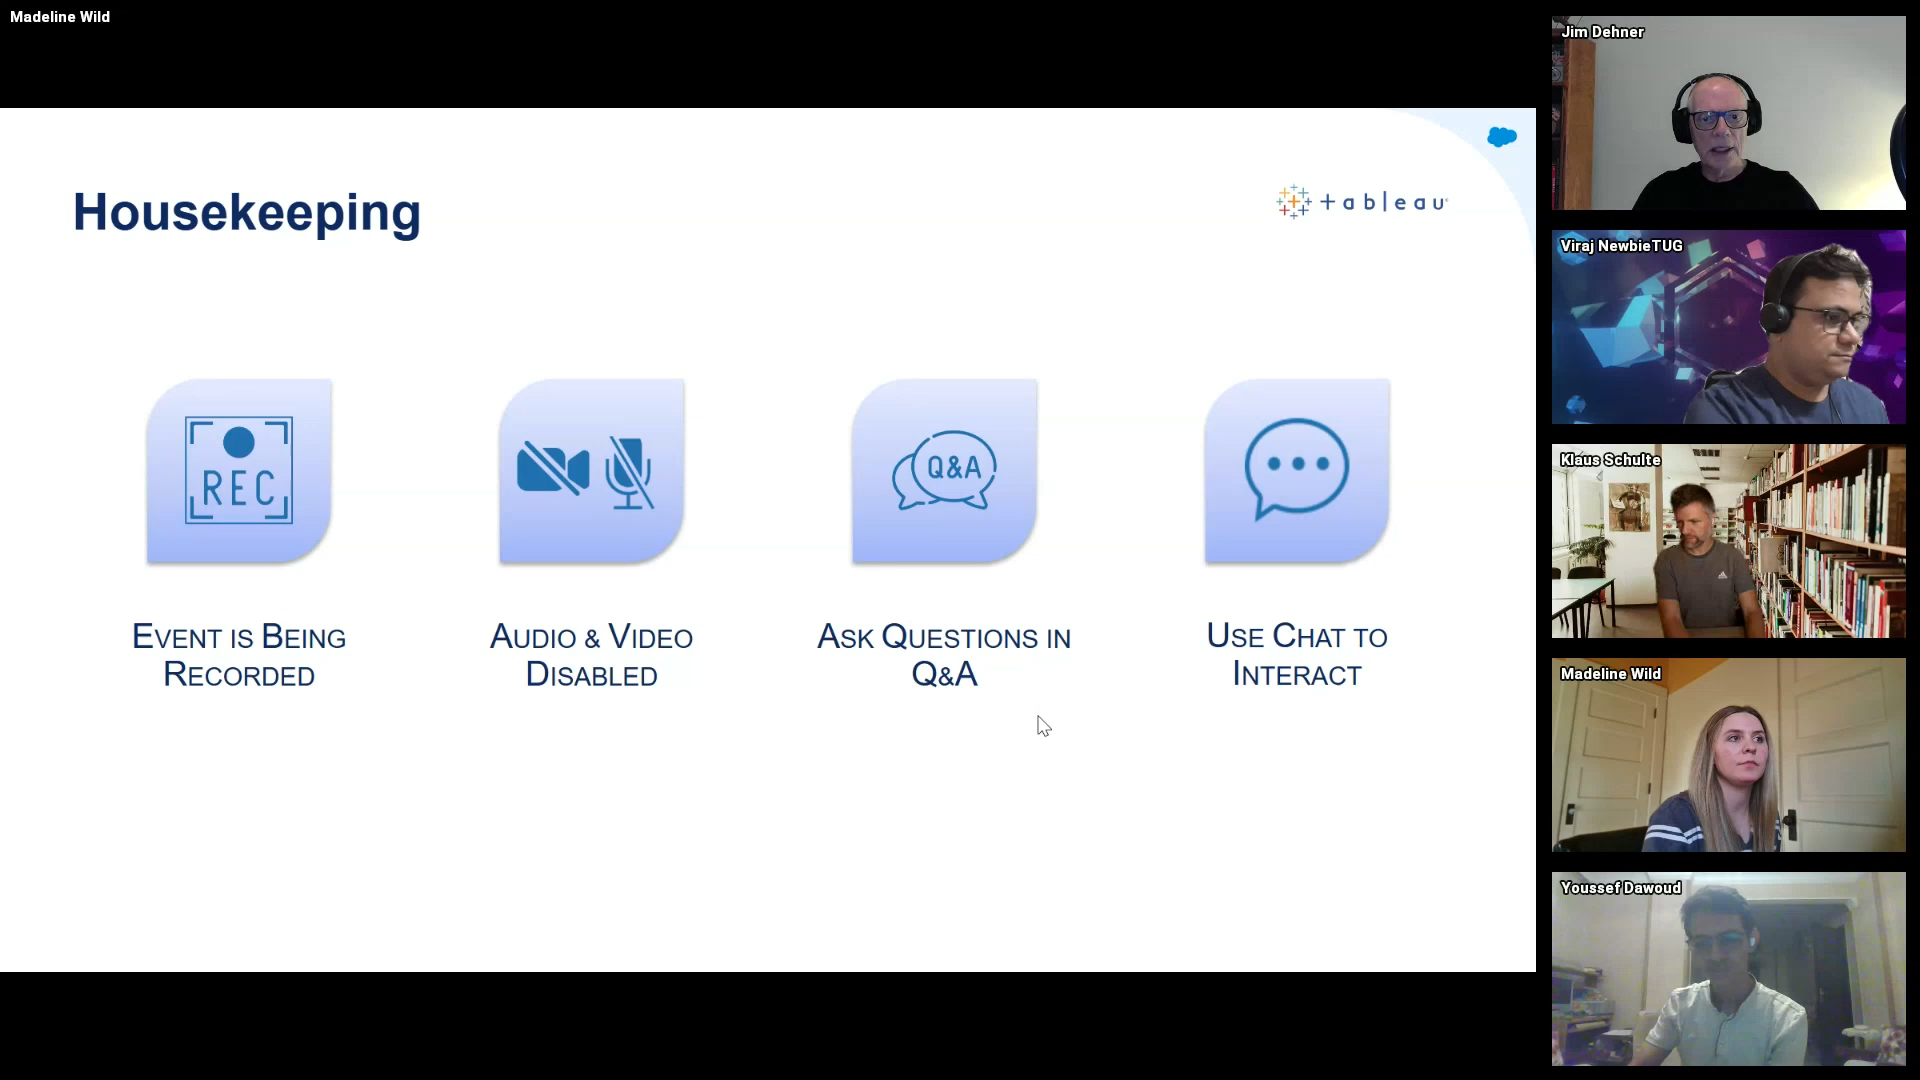 Madeline Wild
Housekeeping
+ableau
REC
Q&A
EVENT IS BEING
RECORDED
AUDIO & VIDEO
DISABLED
ASK QUESTIONS IN
Q&A
USE CHAT TO
INTERACT
Jim Dehner
Viraj NewbieTUG
Klaus Schulte
Madeline Wild
Youssef Dawoud